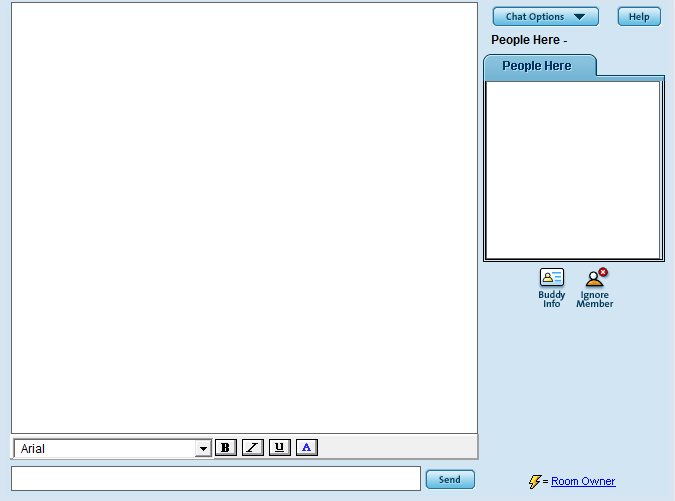 Chat Options
Help
People Here -
People Here
Buddy
Info
Ignore
Member
Arial
B
I
U
A
Send
= Room Owner